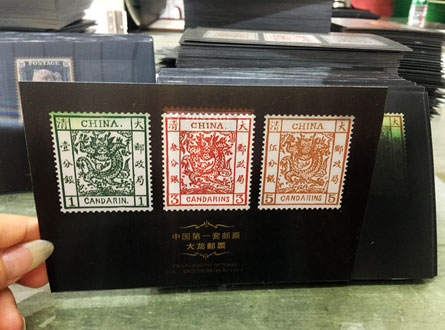 CHINA.
清 大
壹分銀 郵政局
1 CANDARIN. 1
CHINA.
清 大
叁分銀 郵政局
3 CANDARINS 3
CHINA.
清 大
伍分銀 郵政局
5 CANDARINS 5
中国第一套邮票
大龙邮票